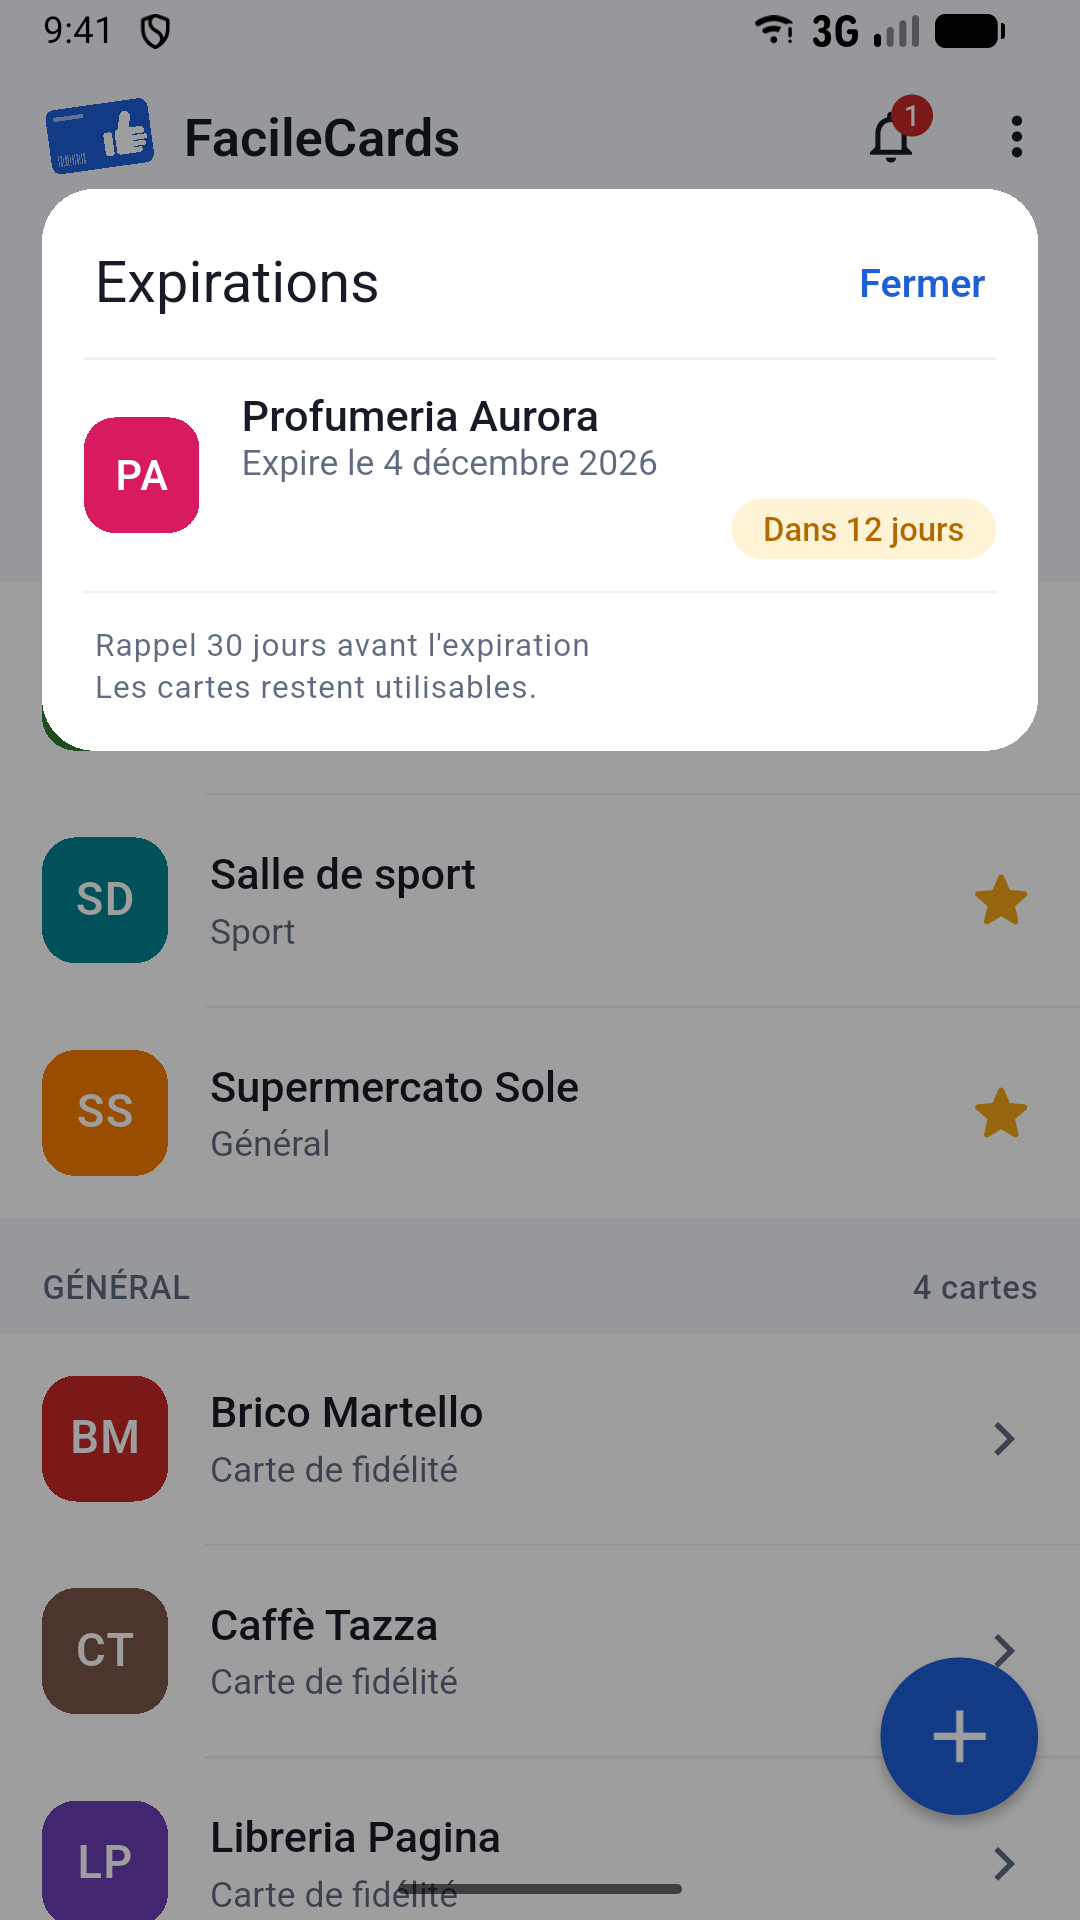 9:41
3G
FacileCards
1
Expirations
Fermer
PA
Profumeria Aurora
Expire le 4 décembre 2026
Dans 12 jours
Rappel 30 jours avant l'expiration
Les cartes restent utilisables.
SD
Salle de sport
Sport
SS
Supermercato Sole
Général
GÉNÉRAL
4 cartes
BM
Brico Martello
Carte de fidélité
CT
Caffè Tazza
Carte de fidélité
LP
Libreria Pagina
Carte de fidélité